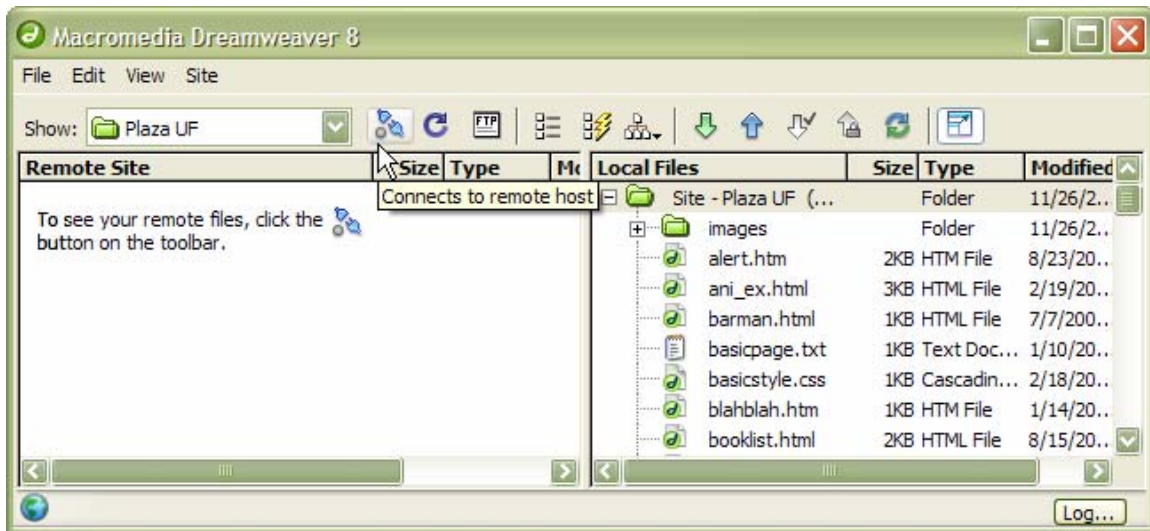 Macromedia Dreamweaver 8
File Edit View Site
Show: Plaza UF FTP
Remote Site Size Type Mo Local Files Size Type Modified
Connects to remote host
To see your remote files, click the
button on the toolbar.
Site - Plaza UF (... Folder 11/26/2...
images Folder 11/26/2...
alert.htm 2KB HTM File 8/23/20...
ani_ex.html 3KB HTML File 2/19/20...
barman.html 1KB HTML File 7/7/200...
basicpage.txt 1KB Text Doc... 1/10/20...
basicstyle.css 1KB Cascadin... 2/18/20...
blahblah.htm 1KB HTM File 1/14/20...
booklist.html 2KB HTML File 8/15/20...
Log...